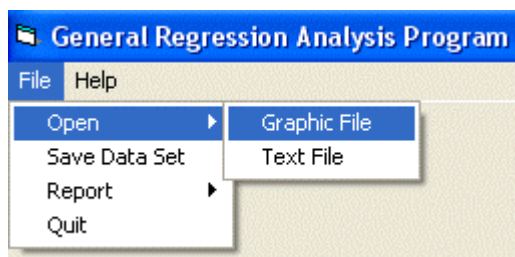 General Regression Analysis Program
File Help
Open Graphic File
Save Data Set Text File
Report
Quit